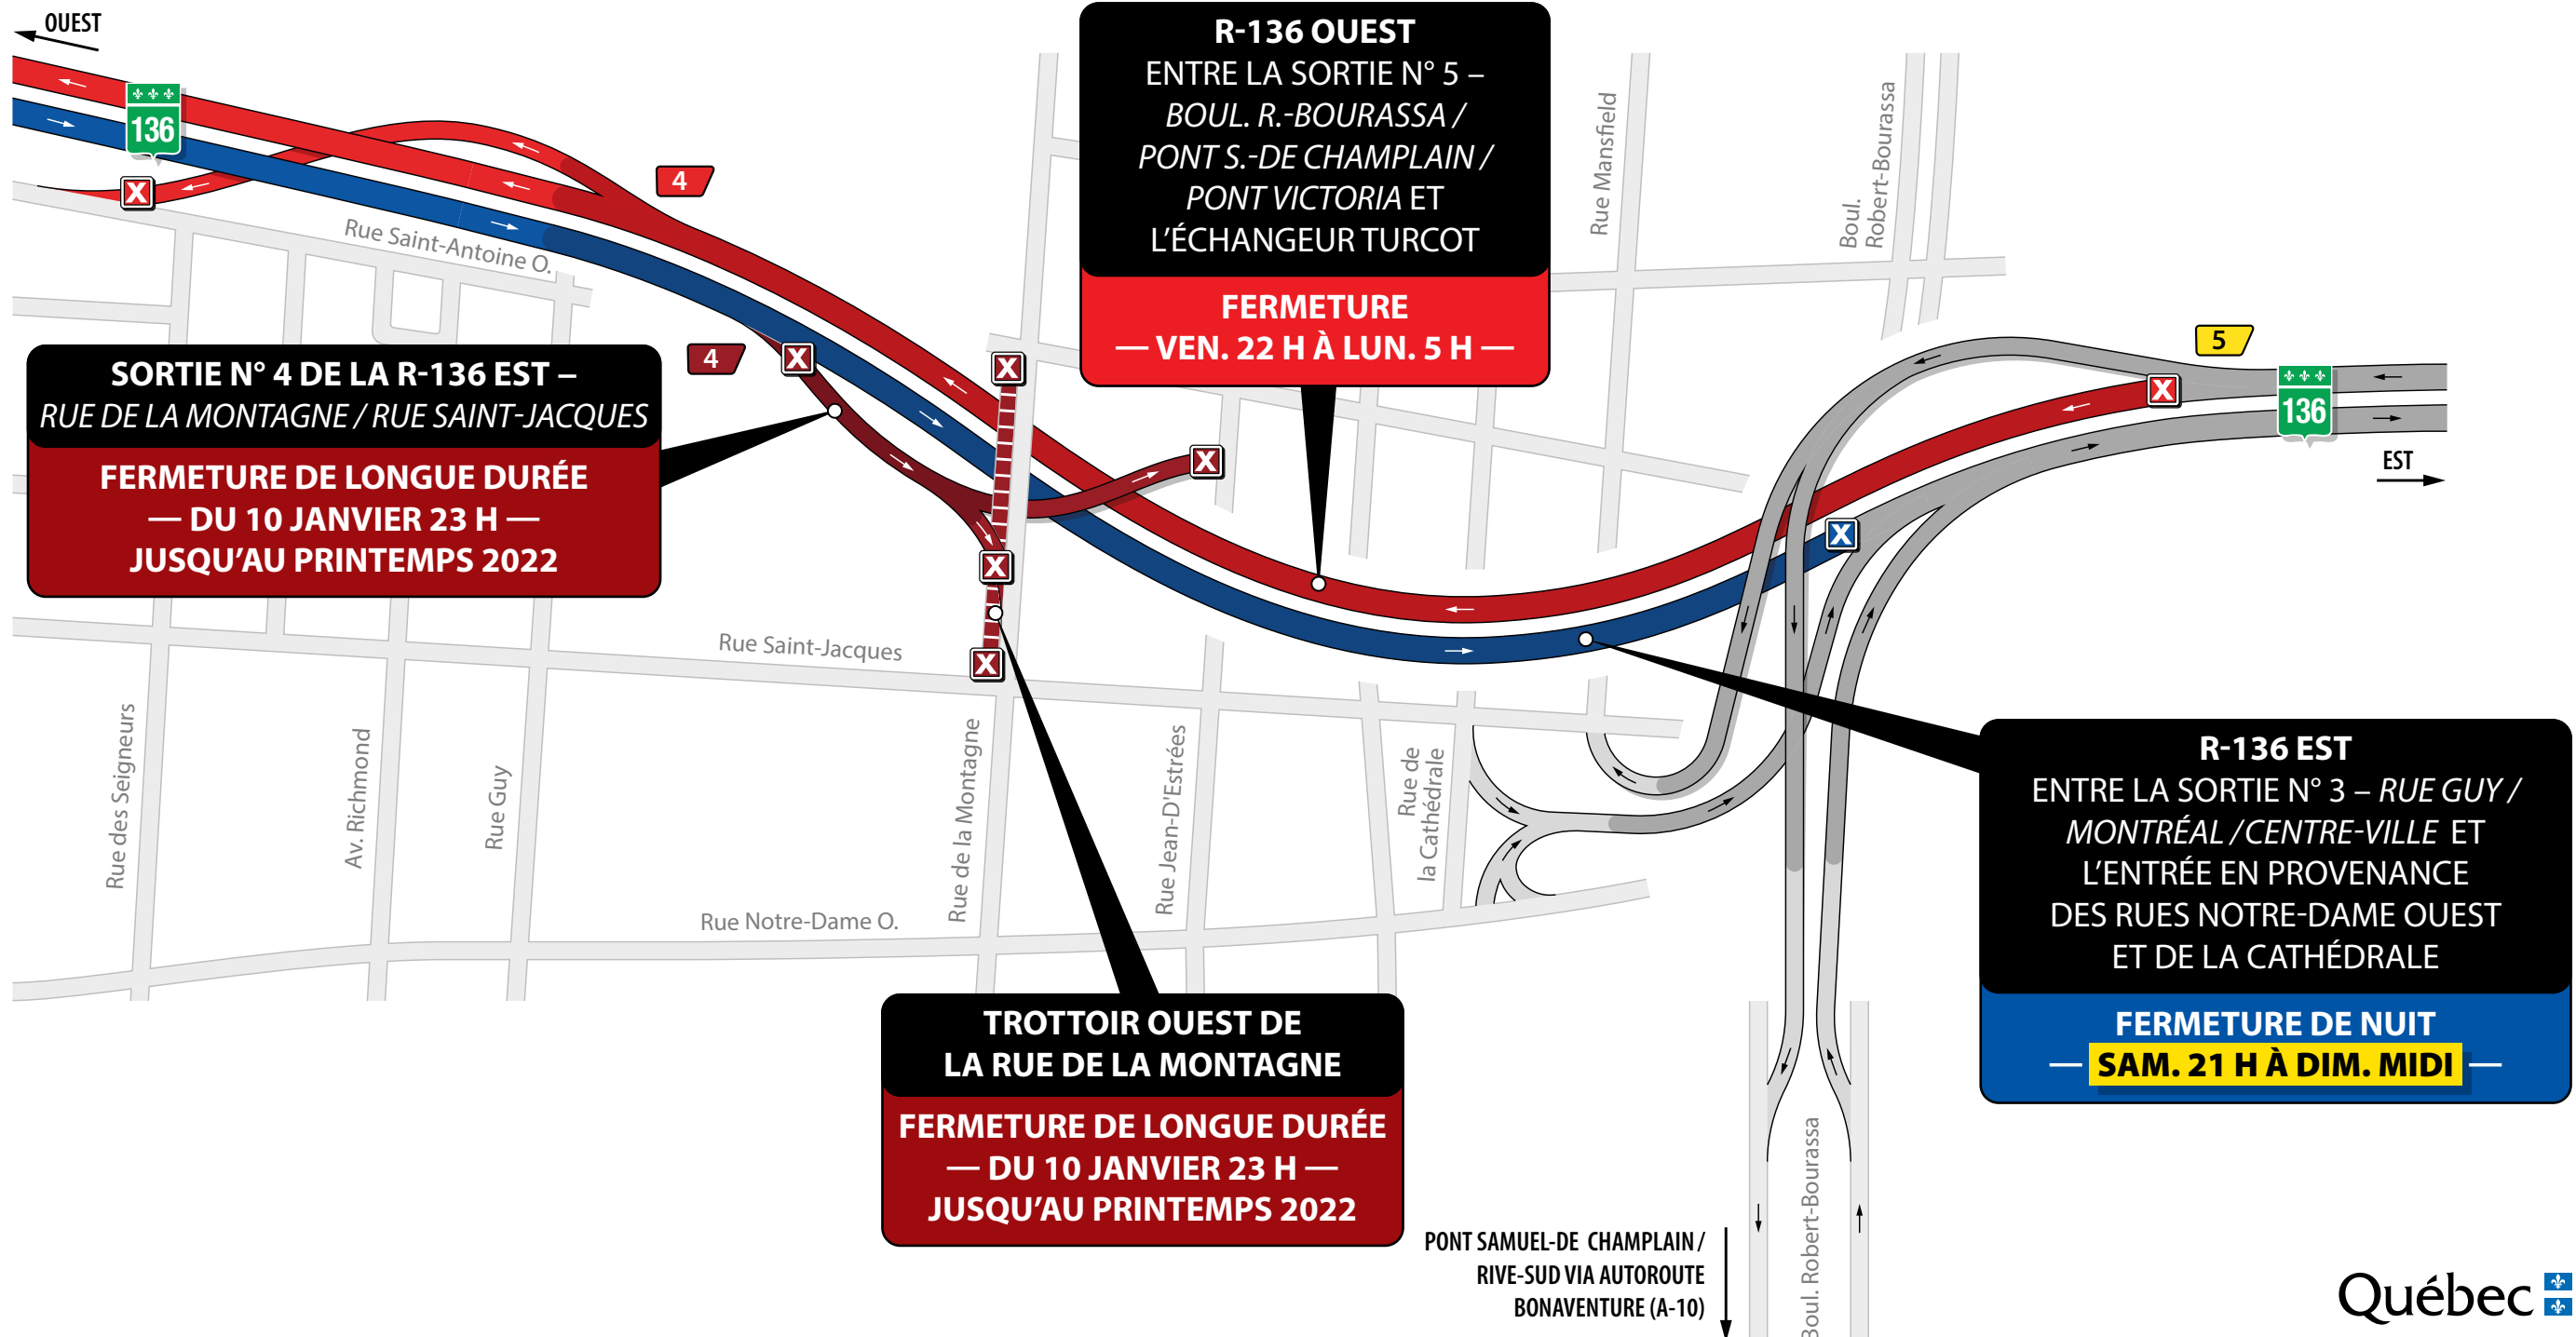 OUEST
136
4
R-136 OUEST
ENTRE LA SORTIE N° 5 –
BOUL. R.-BOURASSA /
PONT S.-DE CHAMPLAIN /
PONT VICTORIA ET
L'ÉCHANGEUR TURCOT
FERMETURE
— VEN. 22 H À LUN. 5 H —
Rue Mansfield
Boul.
Robert-Bourassa
Rue Saint-Antoine O.
5
136
EST
4
SORTIE N° 4 DE LA R-136 EST –
RUE DE LA MONTAGNE / RUE SAINT-JACQUES
FERMETURE DE LONGUE DURÉE
— DU 10 JANVIER 23 H —
JUSQU'AU PRINTEMPS 2022
X
X
X
X
X
X
X
X
Rue Saint-Jacques
Rue des Seigneurs
Av. Richmond
Rue Guy
Rue de la Montagne
Rue Jean-D'Estrées
Rue de
la Cathédrale
Rue Notre-Dame O.
R-136 EST
ENTRE LA SORTIE N° 3 – RUE GUY /
MONTRÉAL / CENTRE-VILLE ET
L'ENTRÉE EN PROVENANCE
DES RUES NOTRE-DAME OUEST
ET DE LA CATHÉDRALE
FERMETURE DE NUIT
— SAM. 21 H À DIM. MIDI —
TROTTOIR OUEST DE
LA RUE DE LA MONTAGNE
FERMETURE DE LONGUE DURÉE
— DU 10 JANVIER 23 H —
JUSQU'AU PRINTEMPS 2022
PONT SAMUEL-DE CHAMPLAIN /
RIVE-SUD VIA AUTOROUTE
BONAVENTURE (A-10)
Boul. Robert-Bourassa
Québec